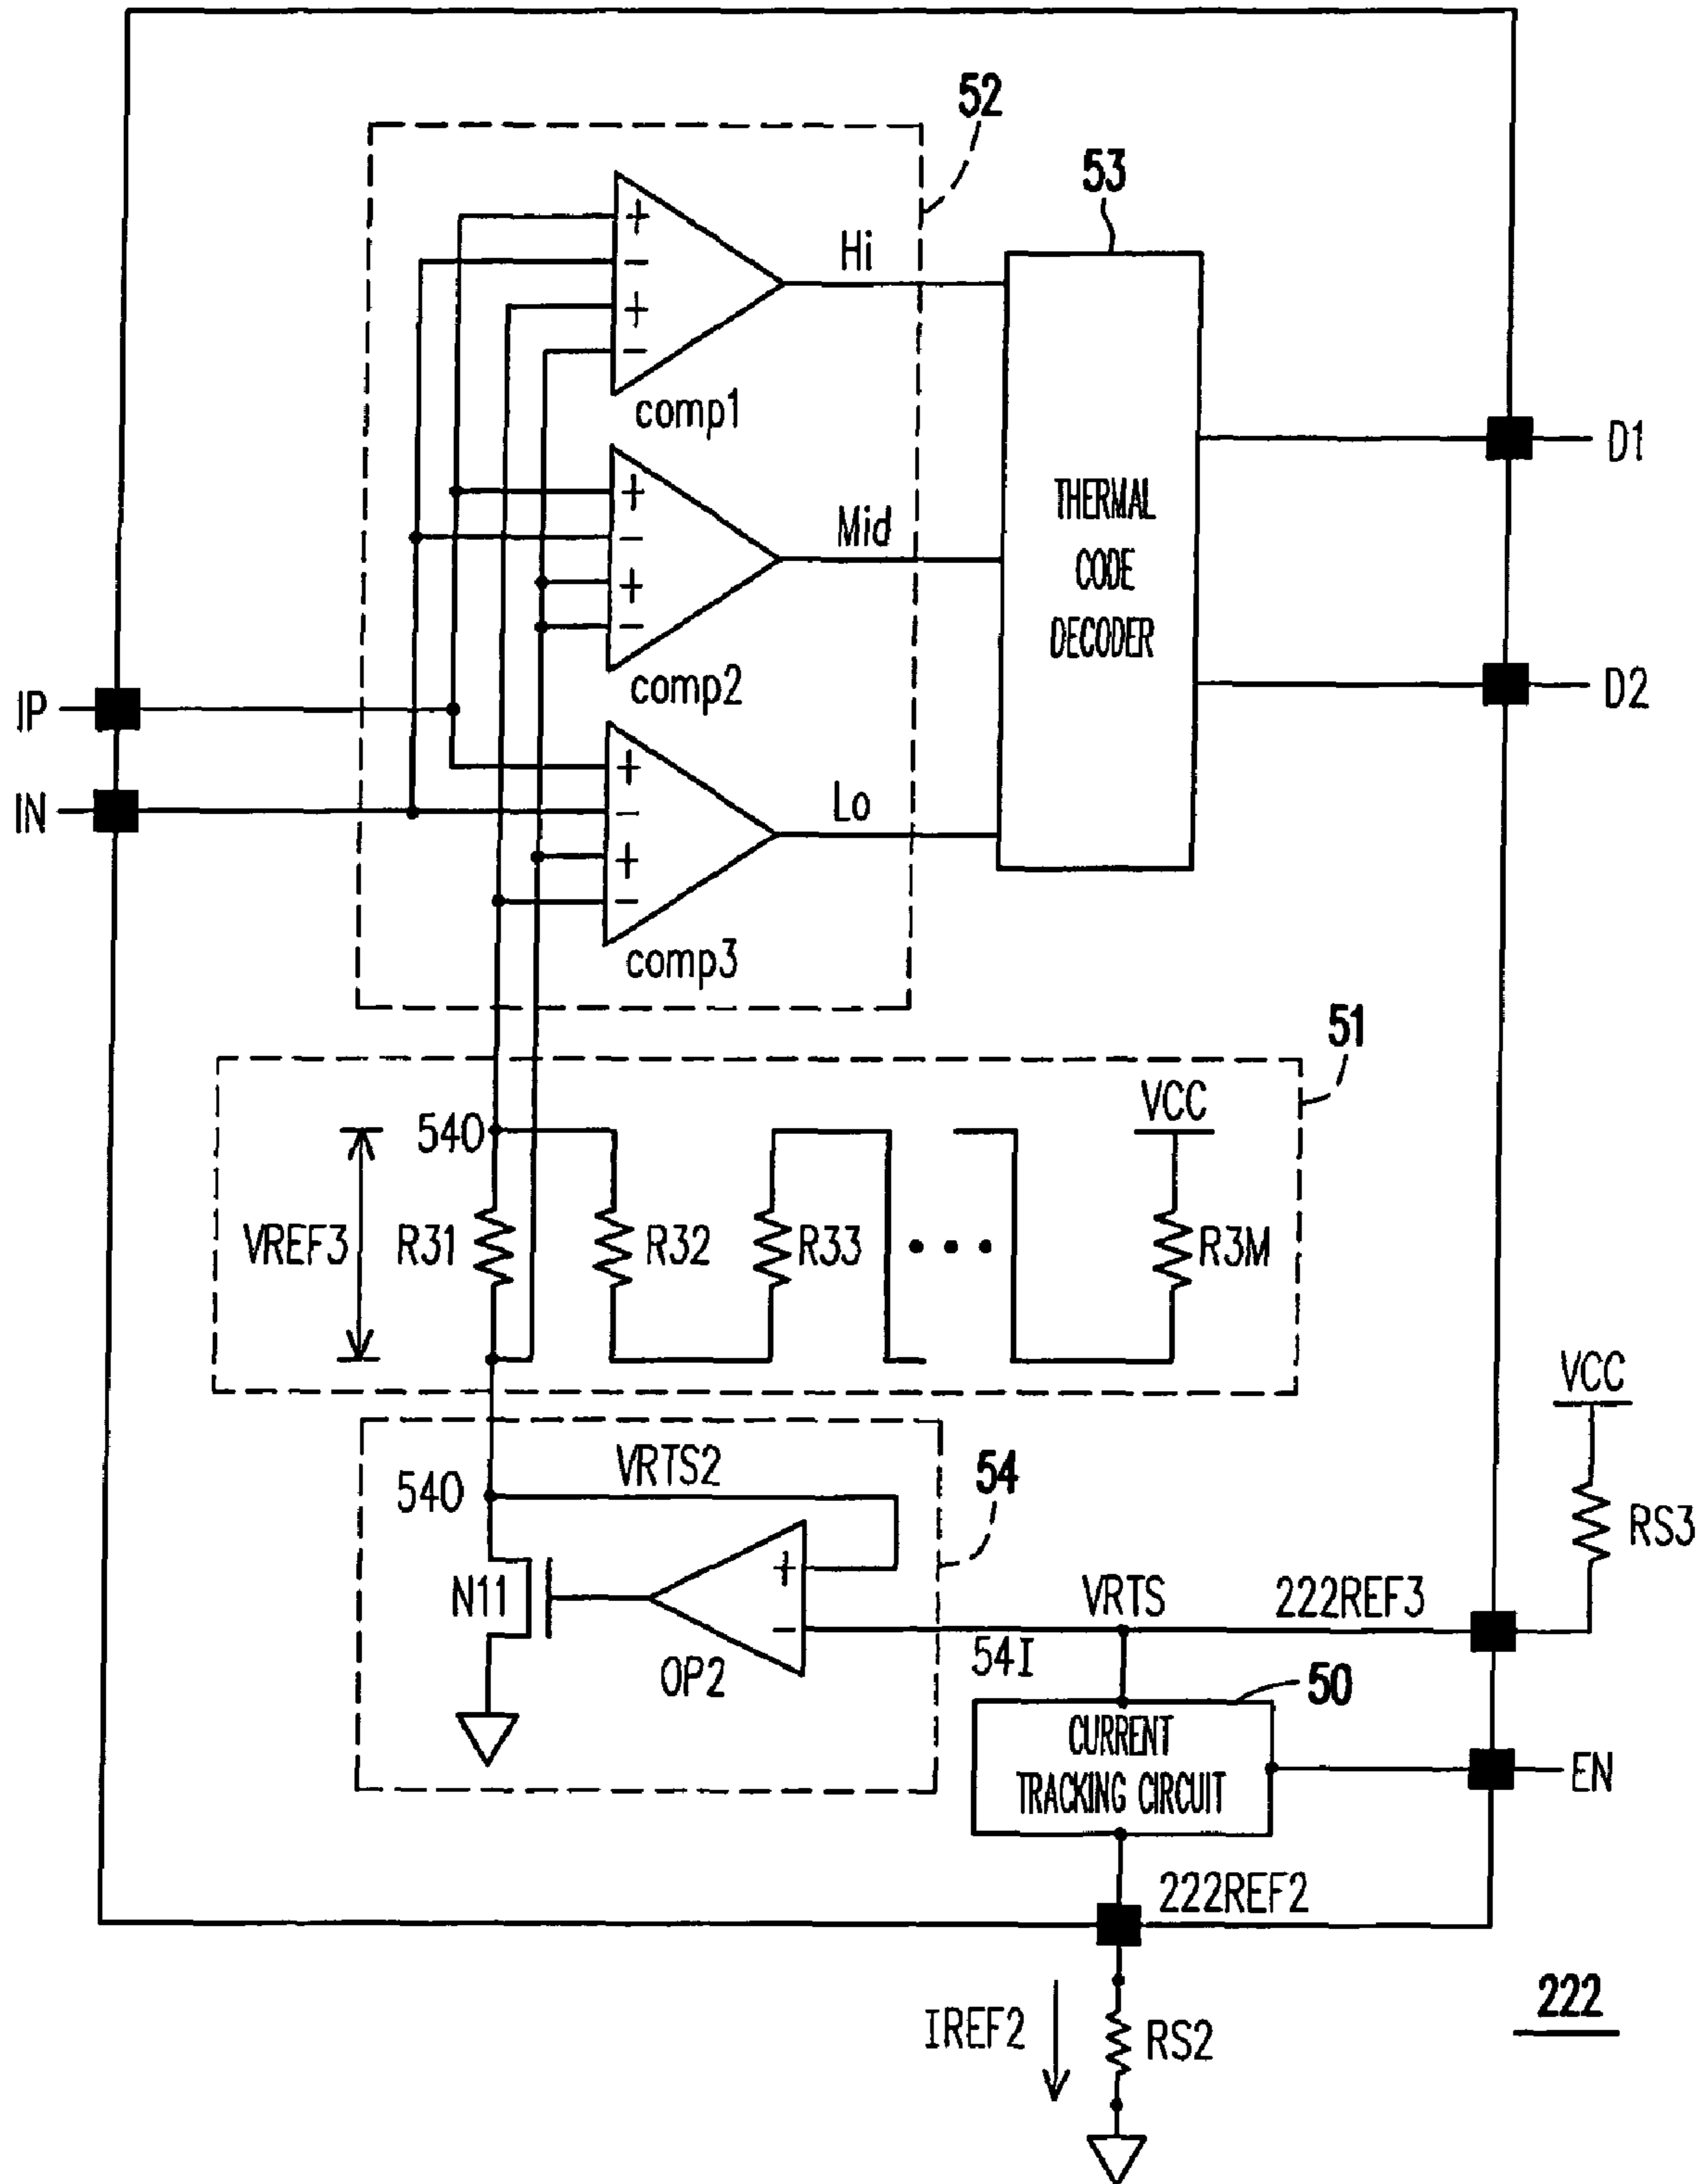 52
53
Hi
comp1
D1
THERMAL
CODE
DECODER
Mid
comp2
D2
IP
IN
Lo
comp3
51
VCC
540
VREF3
R31
R32
R33
R3M
VCC
RS3
VRTS2
54
540
N11
OP2
VRTS
222REF3
54I
50
CURRENT
TRACKING CIRCUIT
EN
222REF2
IREF2
RS2
222